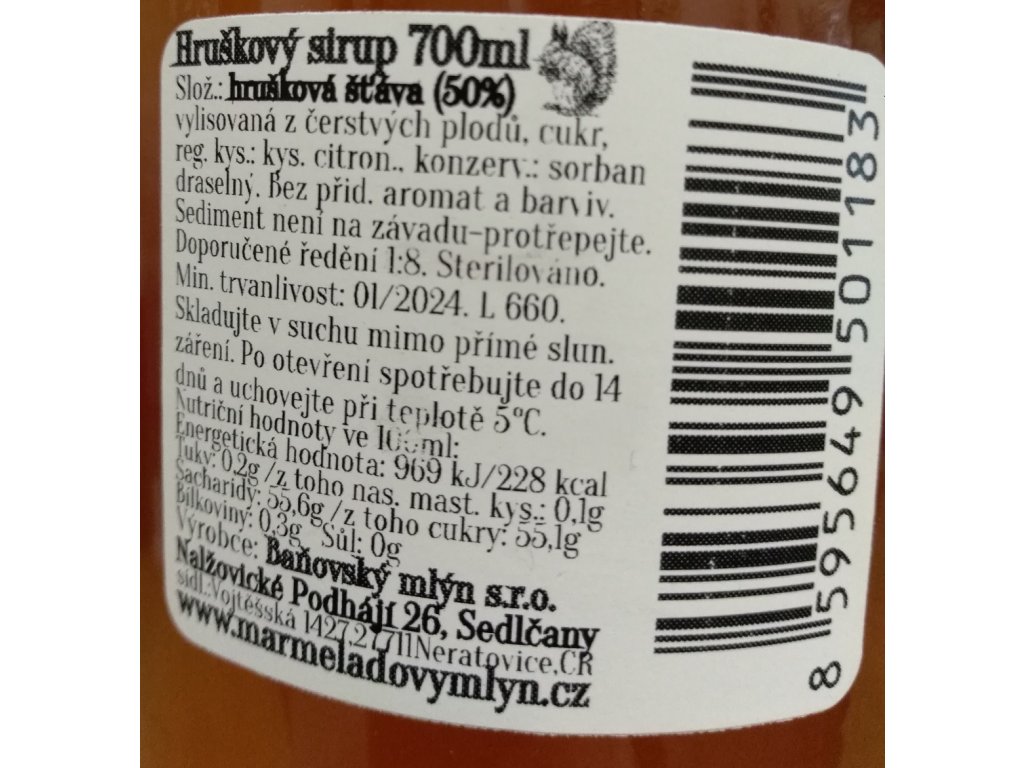 Hruškový sirup 700ml
Slož.: hrušková šťáva (50%)
vylisovaná z čerstvých plodů, cukr,
reg. kys.: kys. citron., konzerv.: sorban
draselný. Bez přid. aromat a barviv.
Sediment není na závadu-protřepejte.
Doporučené ředění 1:8. Sterilováno.
Min. trvanlivost: 01/2024. L 660.
Skladujte v suchu mimo přímé slun.
záření. Po otevření spotřebujte do 14
dnů a uchovejte při teplotě 5°C.
Nutriční hodnoty ve 100ml:
Energetická hodnota: 969 kJ/228 kcal
Tuky: 0,2g /z toho nas. mast. kys.: 0,1g
Sacharidy: 55,6g /z toho cukry: 55,1g
Bílkoviny: 0,3g Sůl: 0g
Výrobce: Baňovský mlýn s.r.o.
Nalžovické Podhájí 26, Sedlčany
sídl.:Vojtěšská 1427,27711Neratovice,ČR
www.marmeladovymlyn.cz
8 595649 501183